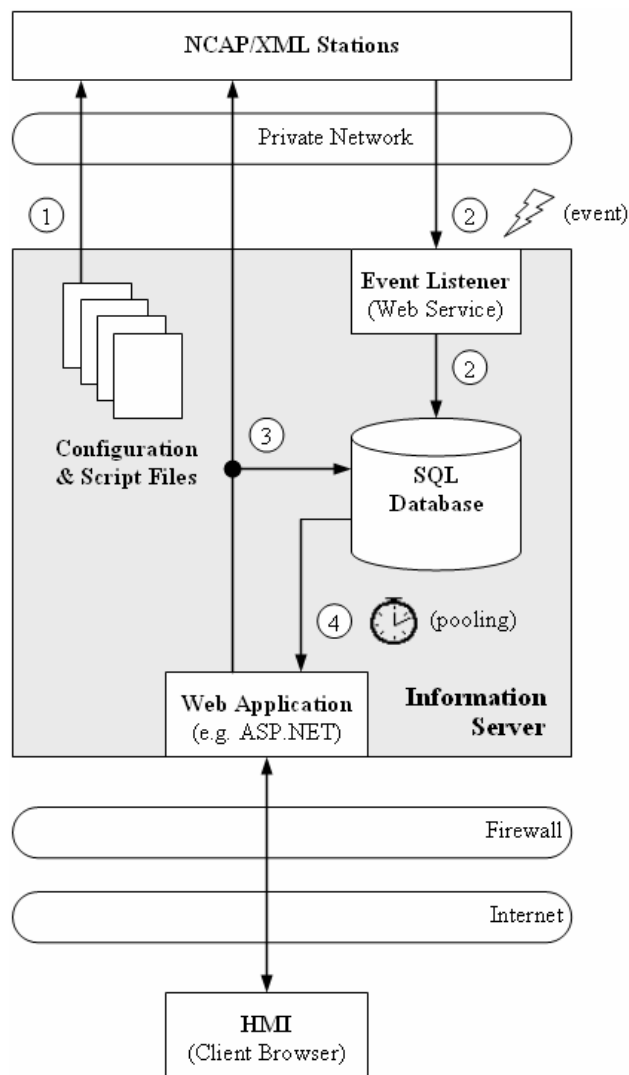 NCAP/XML Stations
Private Network
1
2
(event)
Event Listener
(Web Service)
2
Configuration
& Script Files
3
SQL
Database
4
(pooling)
Web Application
(e.g. ASP.NET)
Information
Server
Firewall
Internet
HMI
(Client Browser)